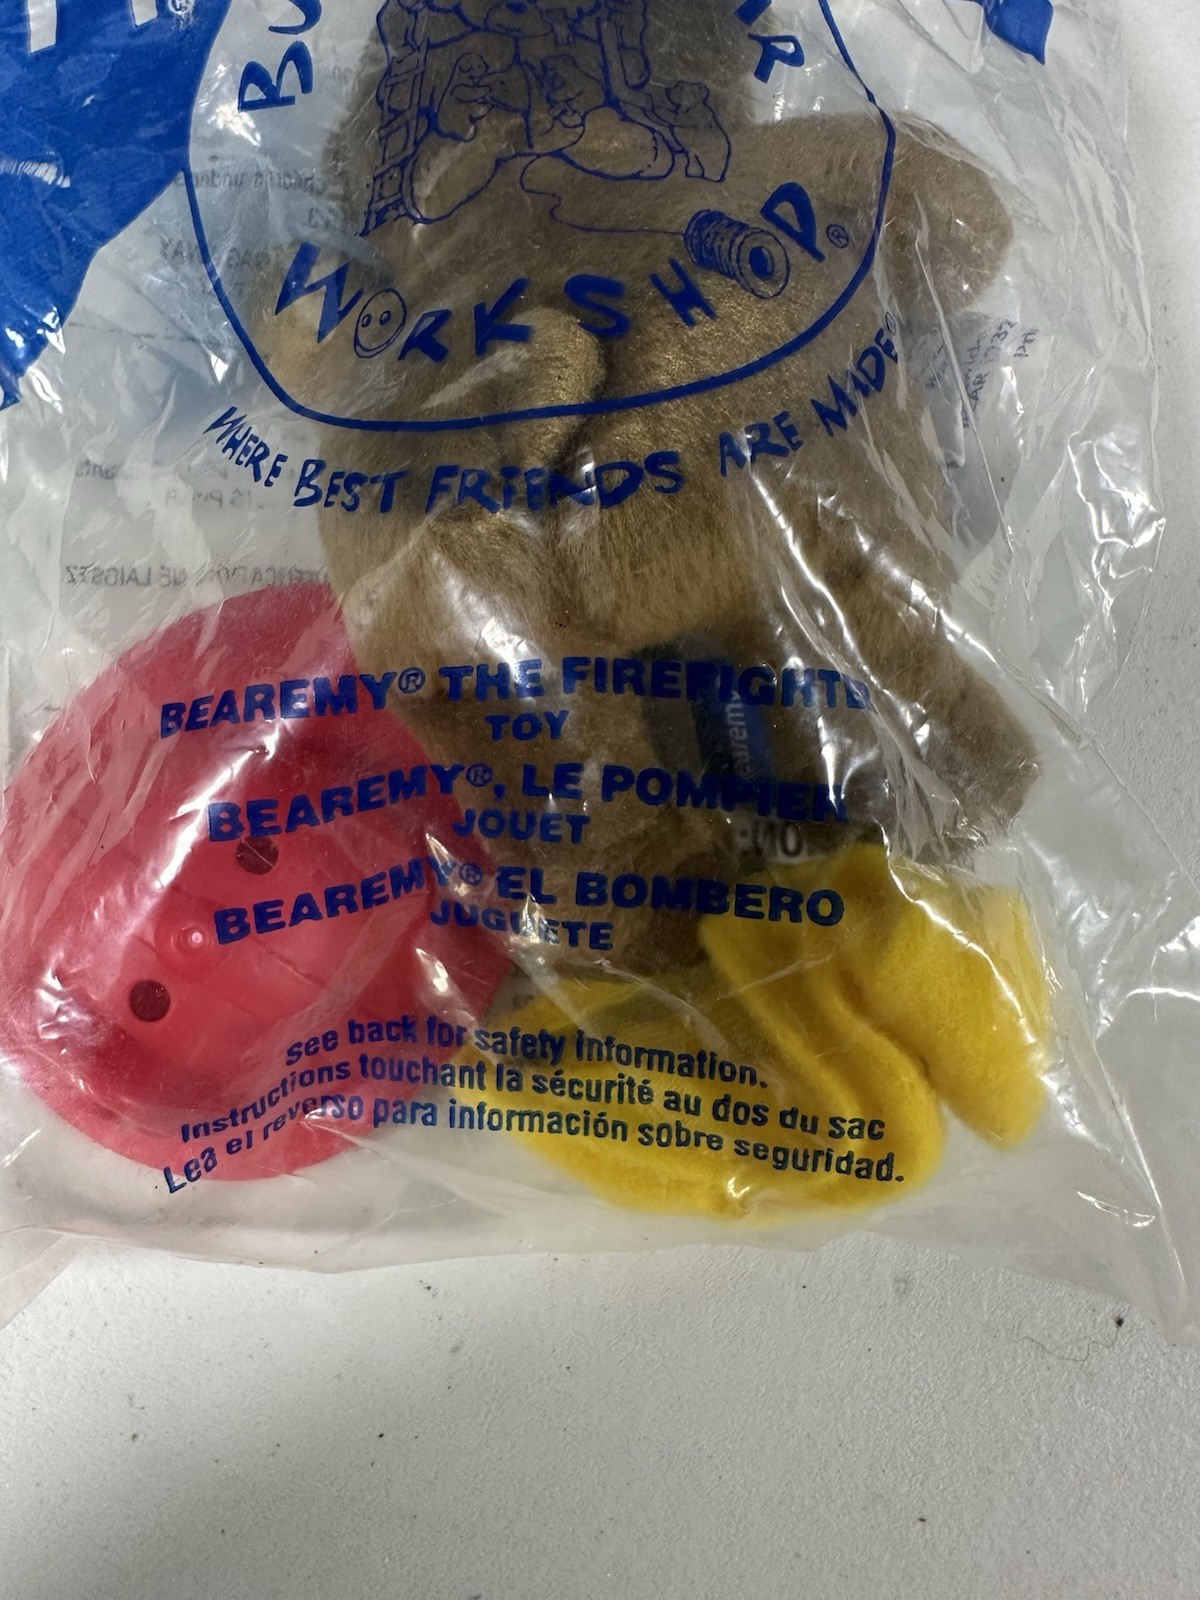 WORKSHOP®
WHERE BEST FRIENDS ARE MADE®
BEAREMY® THE FIREFIGHTE
TOY
BEAREMY®, LE POMPIER
JOUET
BEAREMY® EL BOMBERO
JUGUETE
See back for safety information.
Instructions touchant la sécurité au dos du sac
Lea el reverso para información sobre seguridad.